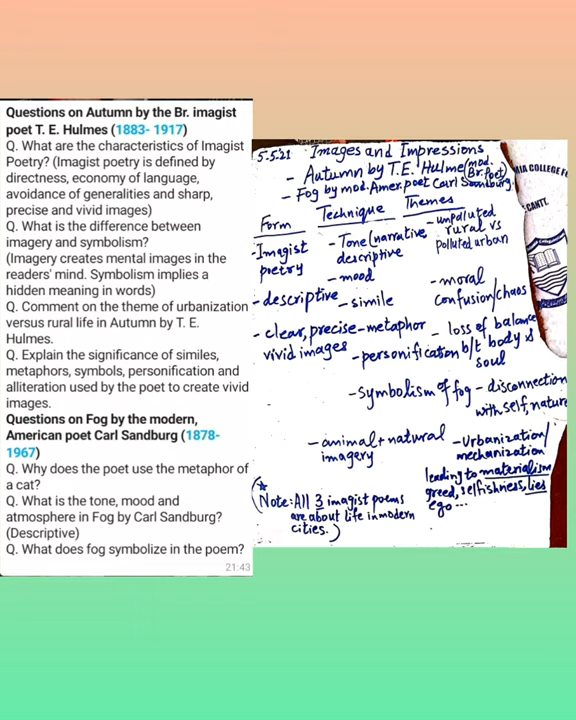 Questions on Autumn by the Br. imagist
poet T. E. Hulmes (1883- 1917)
Q. What are the characteristics of Imagist
Poetry? (Imagist poetry is defined by
directness, economy of language,
avoidance of generalities and sharp,
precise and vivid images)
Q. What is the difference between
imagery and symbolism?
(Imagery creates mental images in the
readers' mind. Symbolism implies a
hidden meaning in words)
Q. Comment on the theme of urbanization
versus rural life in Autumn by T. E.
Hulmes.
Q. Explain the significance of similes,
metaphors, symbols, personification and
alliteration used by the poet to create vivid
images.
Questions on Fog by the modern,
American poet Carl Sandburg (1878-
1967)
Q. Why does the poet use the metaphor of
a cat?
Q. What is the tone, mood and
atmosphere in Fog by Carl Sandburg?
(Descriptive)
Q. What does fog symbolize in the poem?
21:43
5.5.21 Images and Impressions
- Autumn by T.E. Hulme (mod. Br. Poet)
- Fog by mod. Amer. poet Carl Sandburg.
Form
- Imagist poetry
- descriptive
- clear, precise vivid images
Technique
- Tone (narrative descriptive
- mood
- simile
- metaphor
- personification
- symbolism of fog
- animal + natural imagery
Themes
- unpolluted rural vs polluted urban
- moral confusion/chaos
- loss of balance b/t body & soul
- disconnection with self, nature
- Urbanization/ mechanization
leading to materialism
greed, selfishness, lies
ego ...
(Note: All 3 imagist poems
are about life in modern
cities.)
COLLEGE
CANTT.